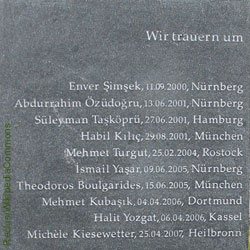 Wir trauern um
Enver Şimşek, 11.09.2000, Nürnberg
Abdurrahim Özüdoğru, 13.06.2001, Nürnberg
Süleyman Taşköprü, 27.06.2001, Hamburg
Habil Kılıç, 29.08.2001, München
Mehmet Turgut, 25.02.2004, Rostock
İsmail Yaşar, 09.06.2005, Nürnberg
Theodoros Boulgarides, 15.06.2005, München
Mehmet Kubaşık, 04.04.2006, Dortmund
Halit Yozgat, 06.04.2006, Kassel
Michèle Kiesewetter, 25.04.2007, Heilbronn